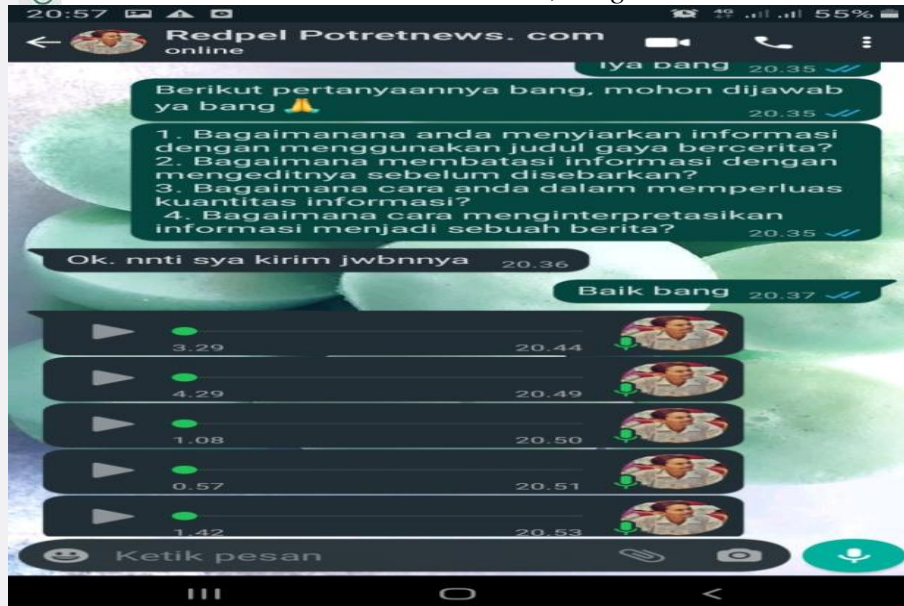 20:57 4G 55%
Redpel Potretnews. com
online
Iya bang 20.35
Berikut pertanyaannya bang, mohon dijawab
ya bang 🙏
20.35
1. Bagaimanana anda menyiarkan informasi
dengan menggunakan judul gaya bercerita?
2. Bagaimana membatasi informasi dengan
mengeditnya sebelum disebarkan?
3. Bagaimana cara anda dalam memperluas
kuantitas informasi?
4. Bagaimana cara menginterpretasikan
informasi menjadi sebuah berita? 20.35
Ok. nnti sya kirim jwbnnya 20.36
Baik bang 20.37
3.29 20.44
4.29 20.49
1.08 20.50
0.57 20.51
1.42 20.53
Ketik pesan